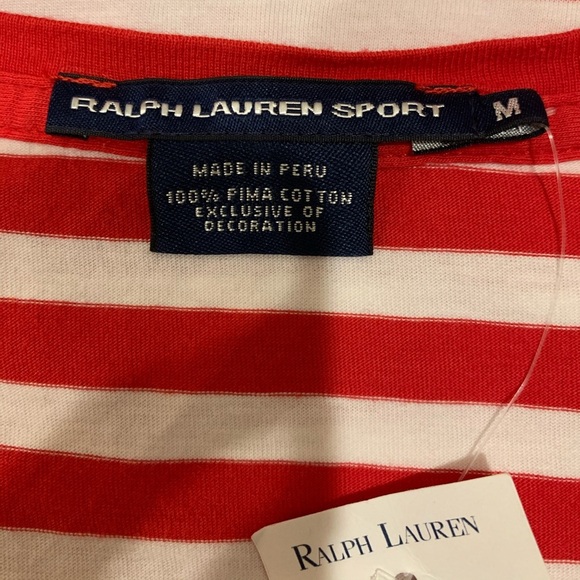 RALPH LAUREN SPORT
M
MADE IN PERU
100% PIMA COTTON
EXCLUSIVE OF
DECORATION
RALPH LAUREN